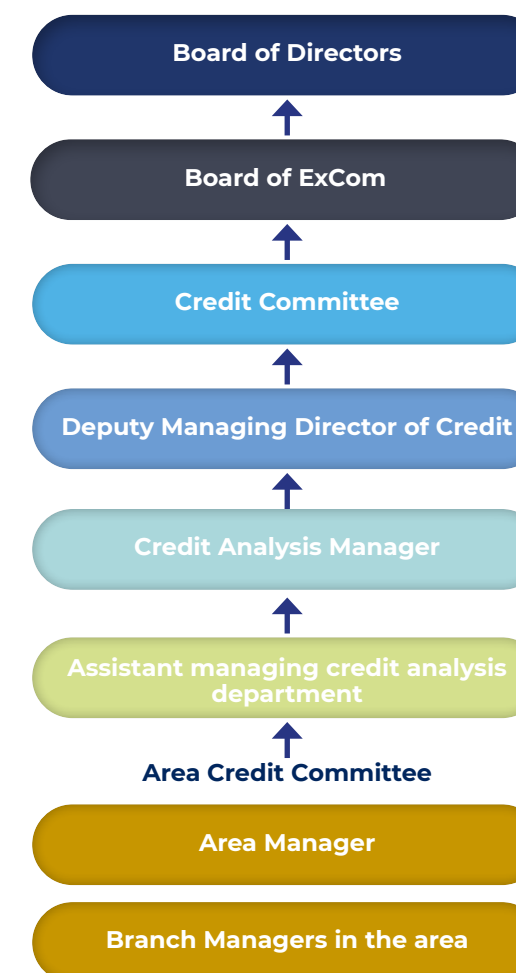 Board of Directors
Board of ExCom
Credit Committee
Deputy Managing Director of Credit
Credit Analysis Manager
Assistant managing credit analysis
department
Area Credit Committee
Area Manager
Branch Managers in the area